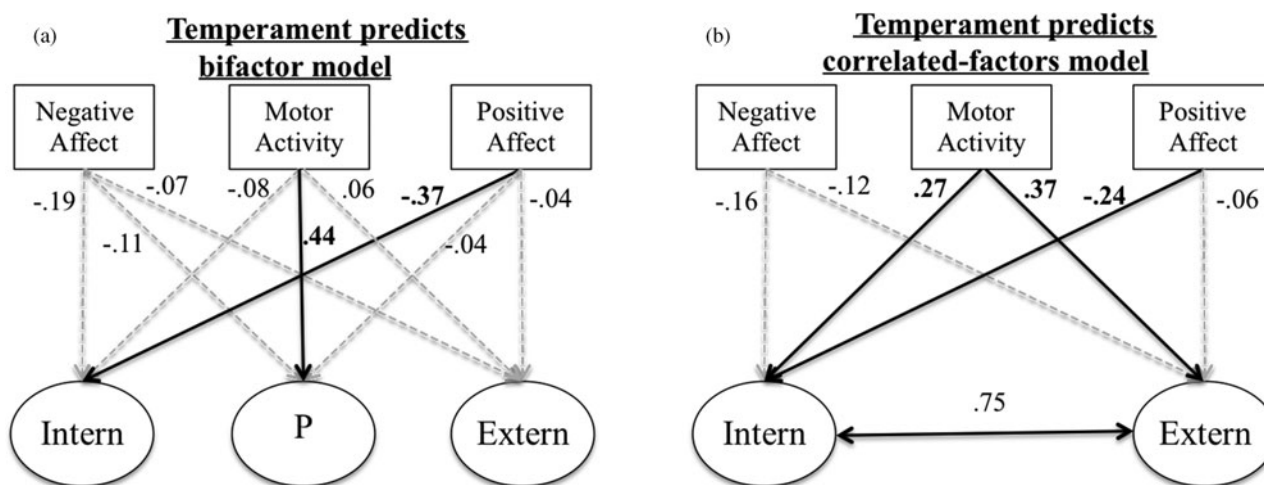 (a)
Temperament predicts
bifactor model
Negative
Affect
Motor
Activity
Positive
Affect
-.19
-.07
-.08
.06
-.37
-.04
-.11
.44
-.04
Intern
P
Extern
(b)
Temperament predicts
correlated-factors model
Negative
Affect
Motor
Activity
Positive
Affect
-.16
-.12
.27
.37
-.24
-.06
.75
Intern
Extern